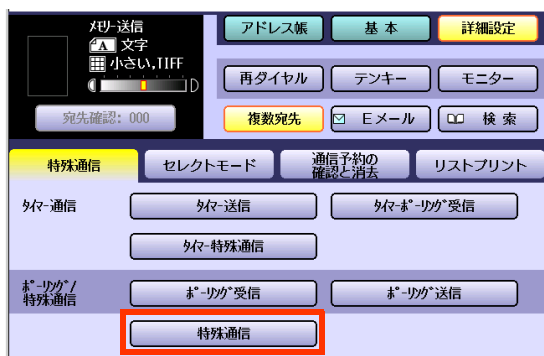 ﾒﾓﾘｰ送信
A 文字
小さい,TIFF
D
宛先確認: 000
アドレス帳
基 本
詳細設定
再ダイヤル
テンキー
モニター
複数宛先
Eメール
検 索
特殊通信
セレクトモード
通信予約の
確認と消去
リストプリント
ﾀｲﾏｰ通信
ﾀｲﾏｰ送信
ﾀｲﾏｰﾎﾟｰﾘﾝｸﾞ受信
ﾀｲﾏｰ特殊通信
ﾎﾟｰﾘﾝｸﾞ/
特殊通信
ﾎﾟｰﾘﾝｸﾞ受信
ﾎﾟｰﾘﾝｸﾞ送信
特殊通信